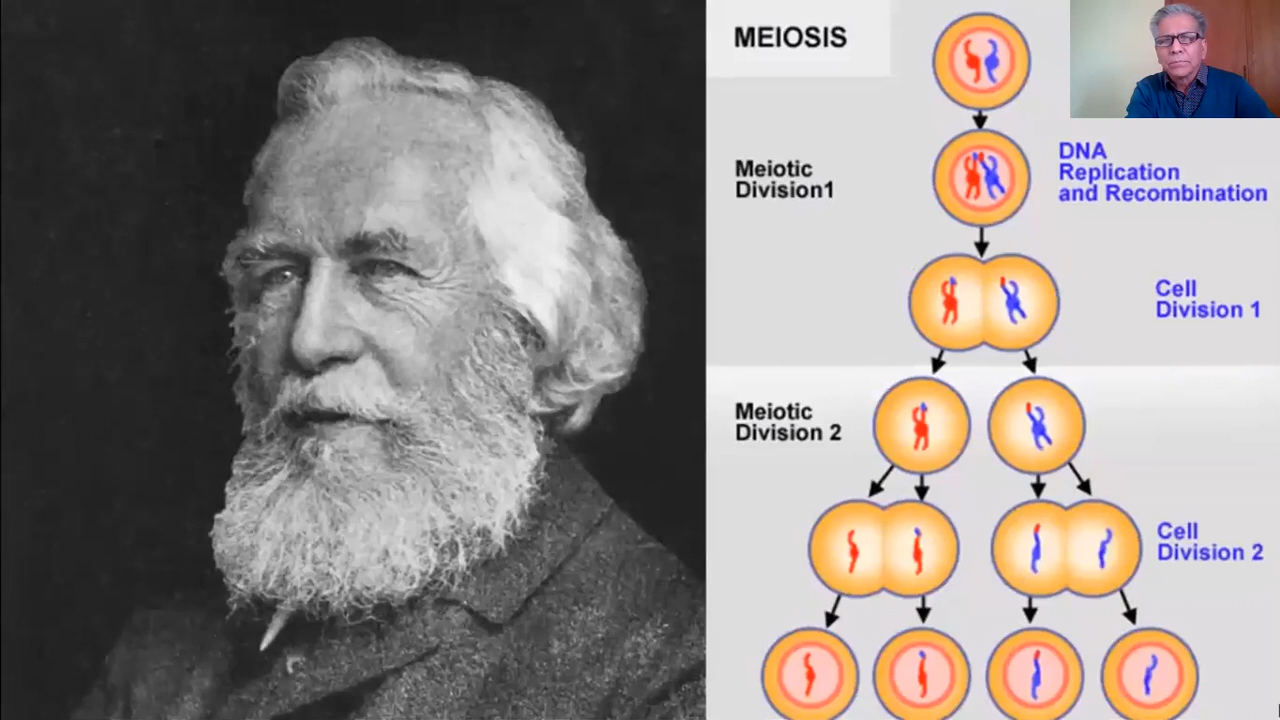 MEIOSIS
Meiotic
Division1
DNA
Replication
and Recombination
Cell
Division 1
Meiotic
Division 2
Cell
Division 2